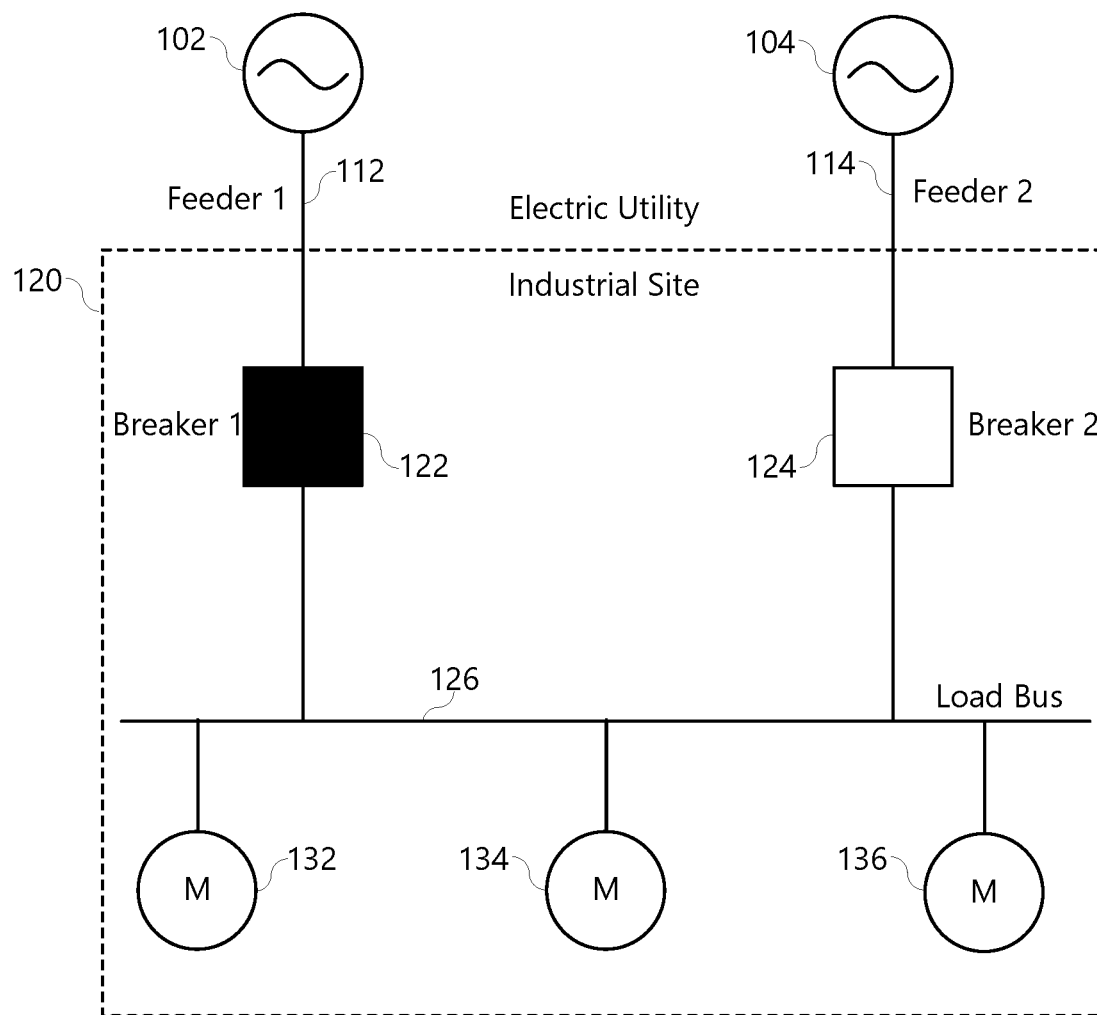 102
104
112
114
Feeder 1
Feeder 2
Electric Utility
120
Industrial Site
Breaker 1
Breaker 2
122
124
126
Load Bus
132
134
136
M
M
M